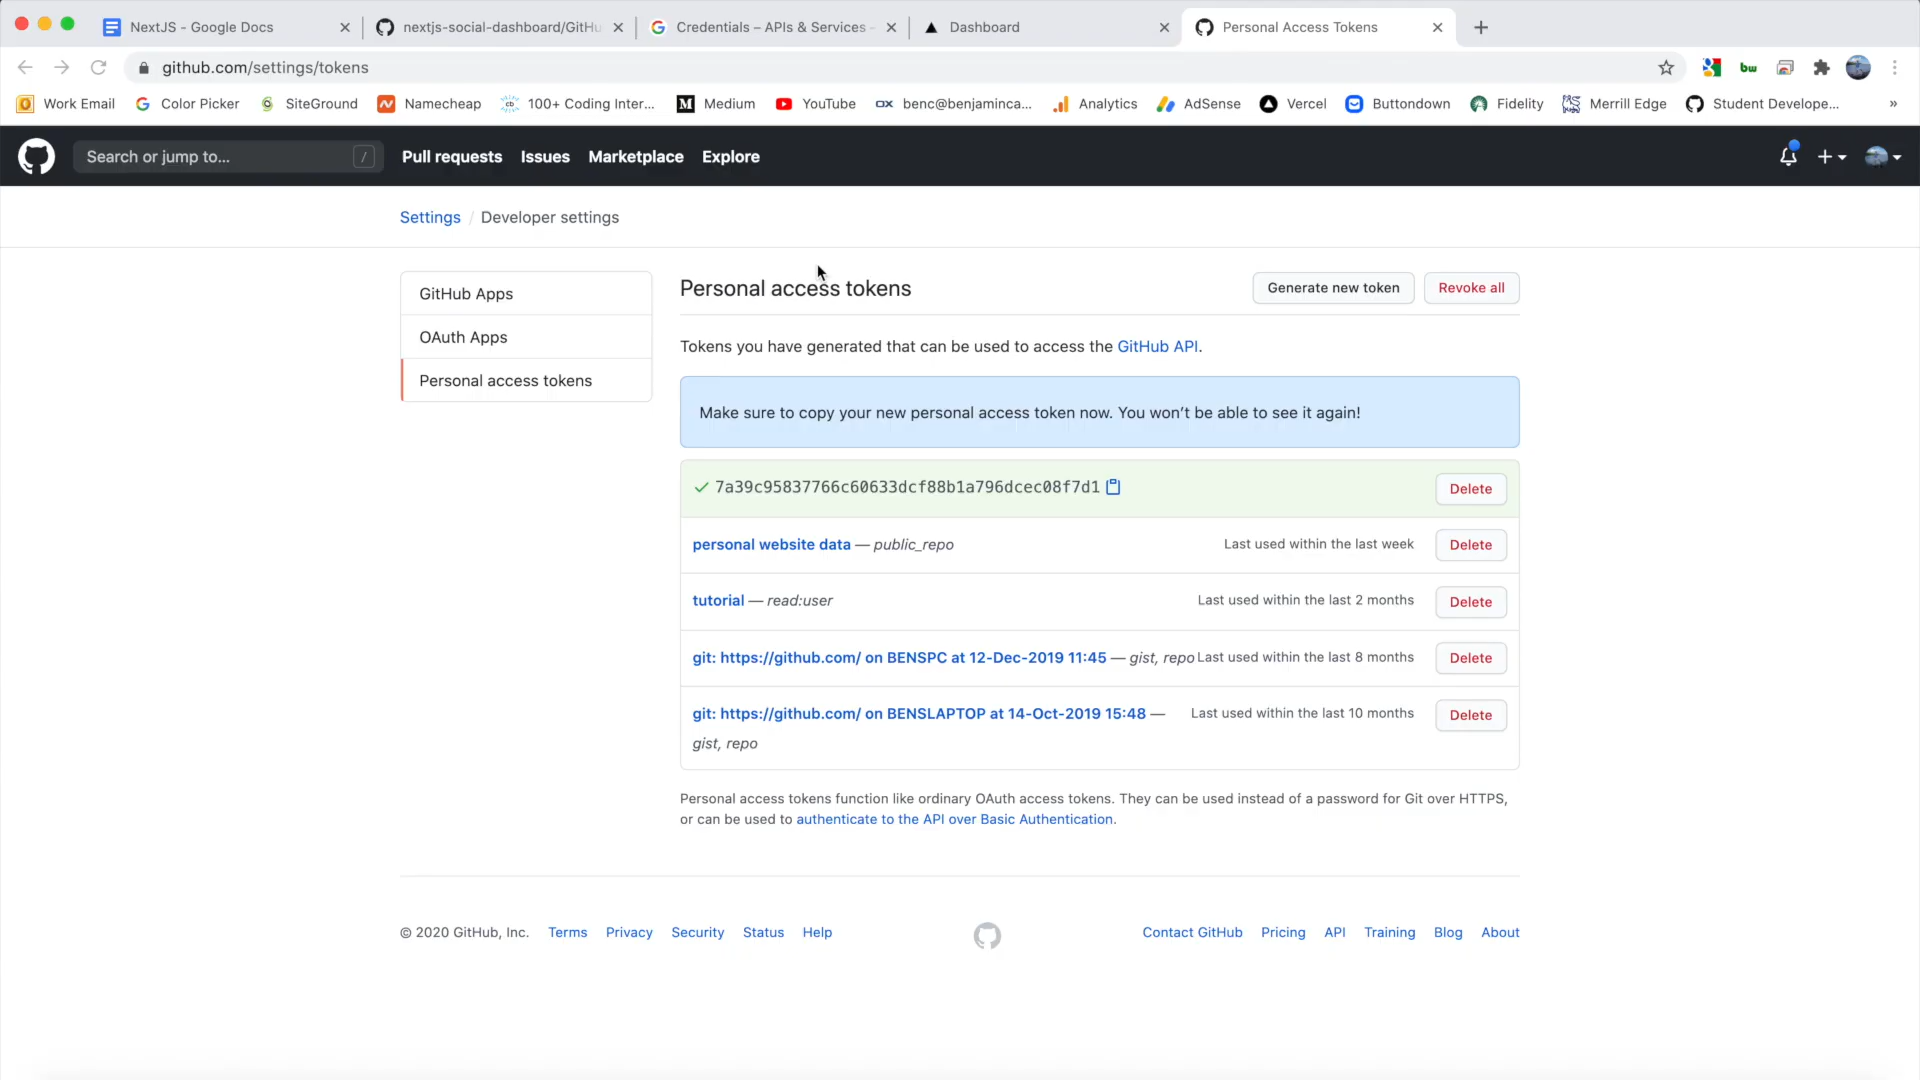 NextJS - Google Docs
nextjs-social-dashboard/GitHu
Credentials – APIs & Services -
Dashboard
Personal Access Tokens
github.com/settings/tokens
bw
Work Email
Color Picker
SiteGround
Namecheap
100+ Coding Inter...
Medium
YouTube
benc@benjaminca...
Analytics
AdSense
Vercel
Buttondown
Fidelity
Merrill Edge
Student Develope...
»
Search or jump to...
/
Pull requests
Issues
Marketplace
Explore
Settings / Developer settings
GitHub Apps
OAuth Apps
Personal access tokens
Personal access tokens
Generate new token
Revoke all
Tokens you have generated that can be used to access the GitHub API.
Make sure to copy your new personal access token now. You won’t be able to see it again!
7a39c95837766c60633dcf88b1a796dcec08f7d1
Delete
personal website data — public_repo
Last used within the last week
Delete
tutorial — read:user
Last used within the last 2 months
Delete
git: https://github.com/ on BENSPC at 12-Dec-2019 11:45 — gist, repo
Last used within the last 8 months
Delete
git: https://github.com/ on BENSLAPTOP at 14-Oct-2019 15:48 —
gist, repo
Last used within the last 10 months
Delete
Personal access tokens function like ordinary OAuth access tokens. They can be used instead of a password for Git over HTTPS,
or can be used to authenticate to the API over Basic Authentication.
© 2020 GitHub, Inc.
Terms
Privacy
Security
Status
Help
Contact GitHub
Pricing
API
Training
Blog
About